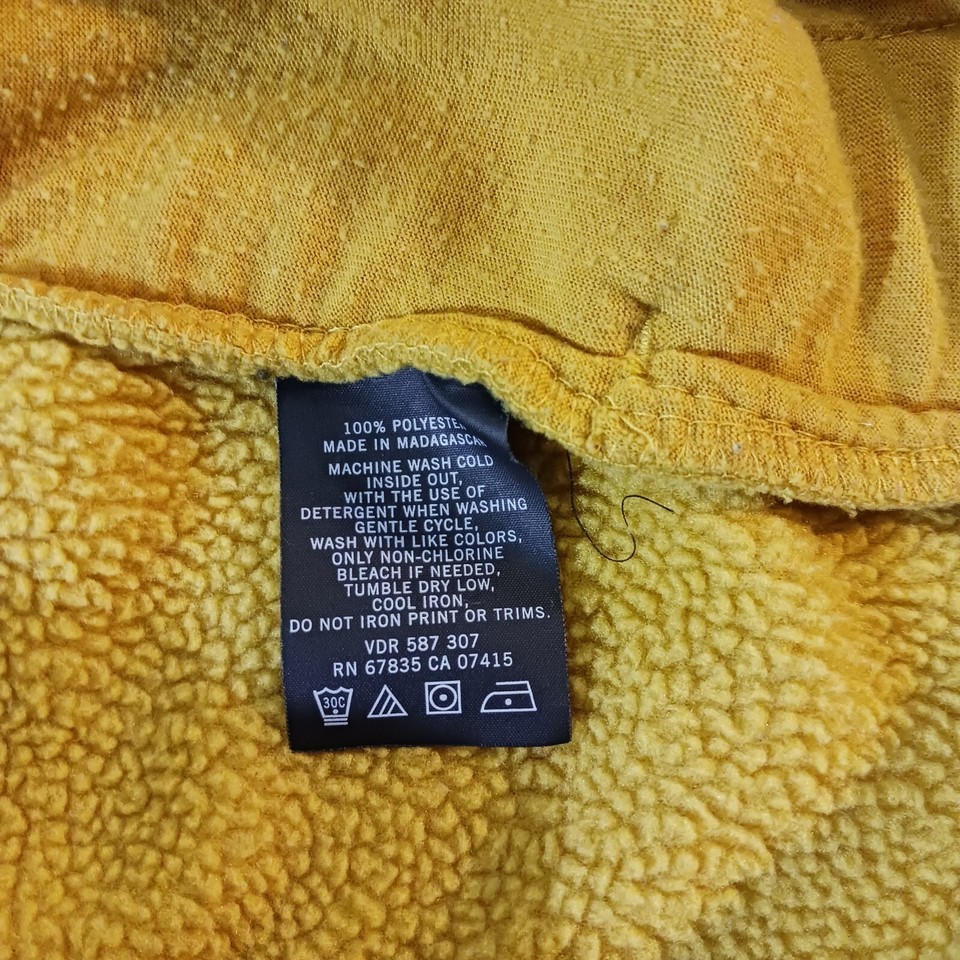 100% POLYESTE
MADE IN MADAGASCA
MACHINE WASH COLD
INSIDE OUT,
WITH THE USE OF
DETERGENT WHEN WASHING
GENTLE CYCLE,
WASH WITH LIKE COLORS,
ONLY NON-CHLORINE
BLEACH IF NEEDED,
TUMBLE DRY LOW,
COOL IRON,
DO NOT IRON PRINT OR TRIMS.
VDR 587 307
RN 67835 CA 07415
30C